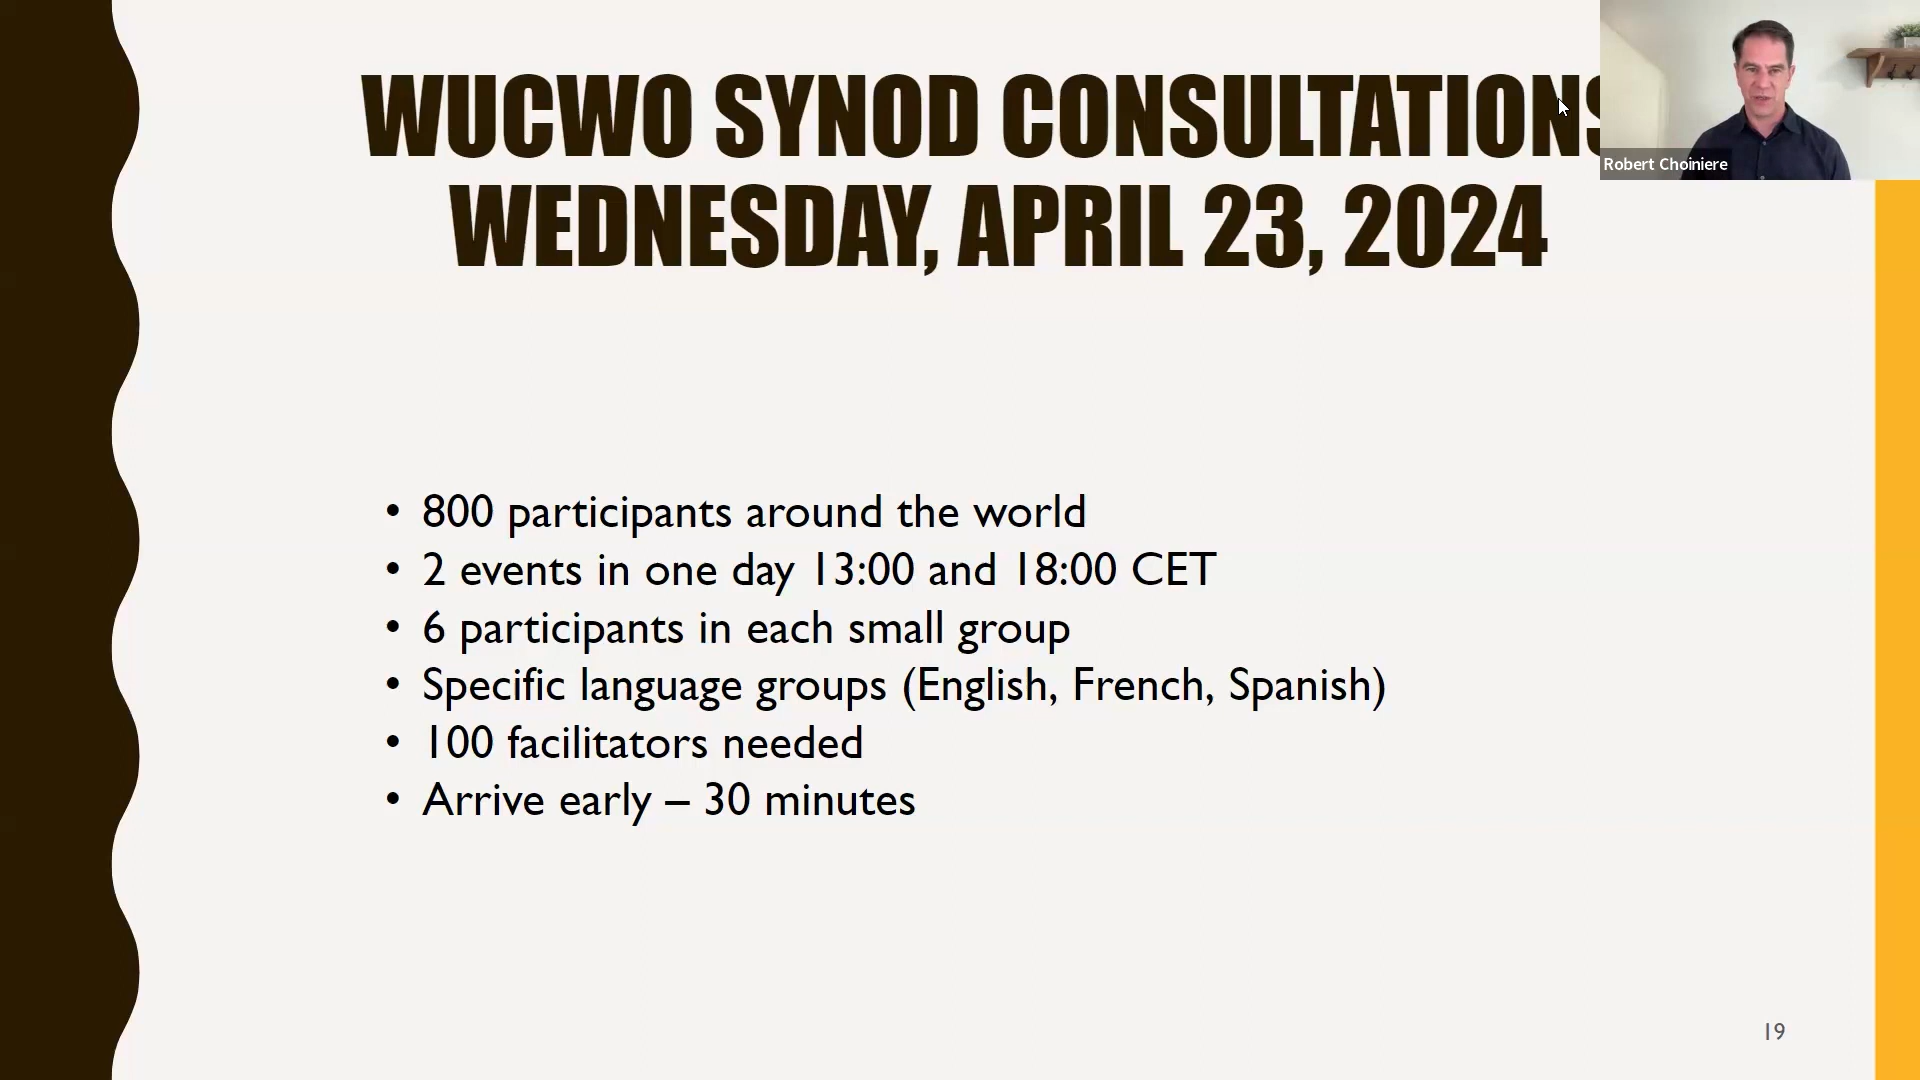 WUCWO SYNOD CONSULTATIONS
WEDNESDAY, APRIL 23, 2024
Robert Choiniere
• 800 participants around the world
• 2 events in one day 13:00 and 18:00 CET
• 6 participants in each small group
• Specific language groups (English, French, Spanish)
• 100 facilitators needed
• Arrive early – 30 minutes
19